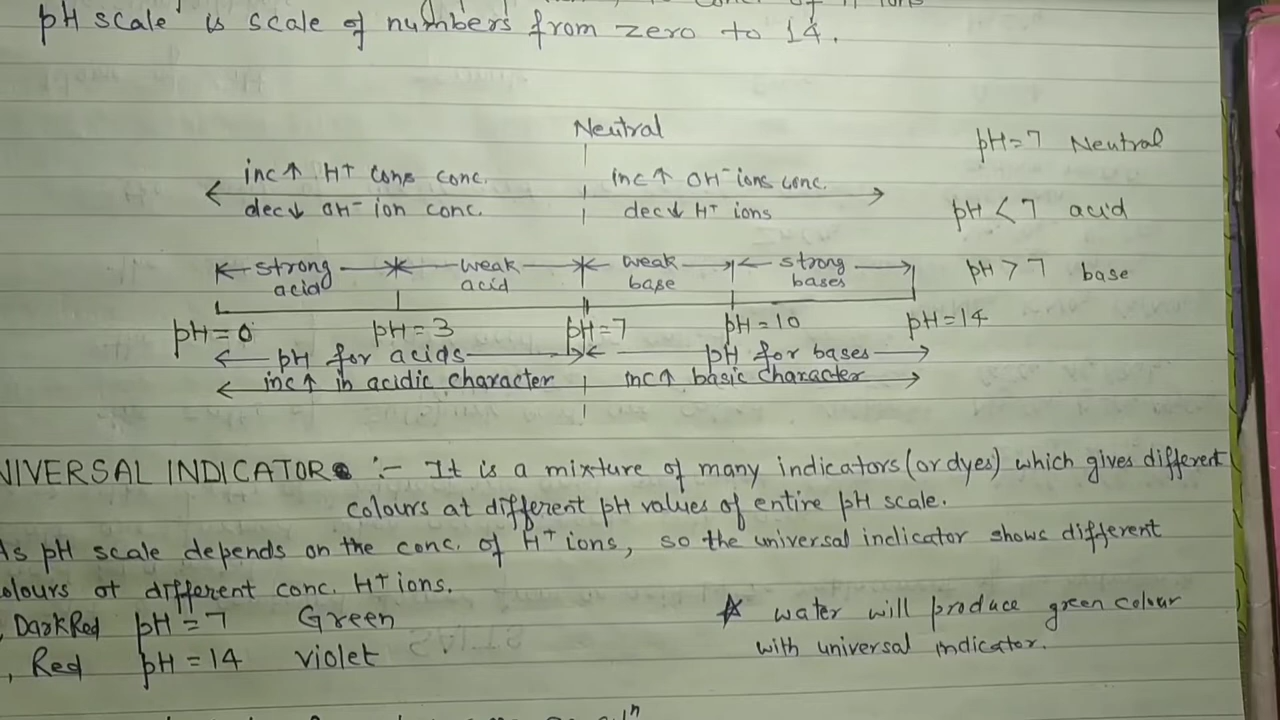 pH scale is scale of numbers from zero to 14.
Neutral
pH=7 Neutral
inc↑ H⁺ cons conc.
inc↑ OH⁻ ions conc.
dec↓ OH⁻ ion conc.
dec↓ H⁺ ions
pH < 7 acid
strong acid
weak acid
weak base
strong bases
pH > 7 base
pH = 0
pH = 3
pH = 7
pH = 10
pH = 14
pH for acids
pH for bases
inc↑ in acidic character
inc↑ basic character
NIVERSAL INDICATOR :- It is a mixture of many indicators (or dyes) which gives different
colours at different pH values of entire pH scale.
As pH scale depends on the conc. of H⁺ ions, so the universal indicator shows different
olours at different conc. H⁺ ions.
, Dark Red pH = 7 Green
, Red pH = 14 violet
* water will produce green colour
with universal indicator.